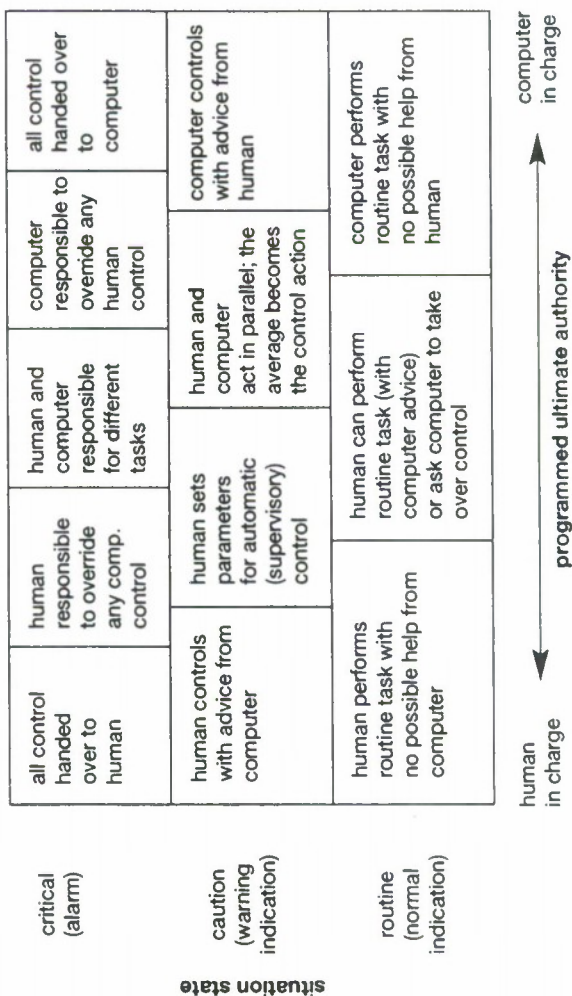 situation state
critical
(alarm)
all control
handed
over to
human
human
responsible
to override
any comp.
control
human and
computer
responsible
for different
tasks
computer
responsible to
override any
human
control
all control
handed over
to
computer
caution
(warning
indication)
human controls
with advice from
computer
human sets
parameters
for automatic
(supervisory)
control
human and
computer
act in parallel; the
average becomes
the control action
computer controls
with advice from
human
routine
(normal
indication)
human performs
routine task with
no possible help from
computer
human can perform
routine task (with
computer advice)
or ask computer to take
over control
computer performs
routine task with
no possible help from
human
human
in charge
programmed ultimate authority
computer
in charge